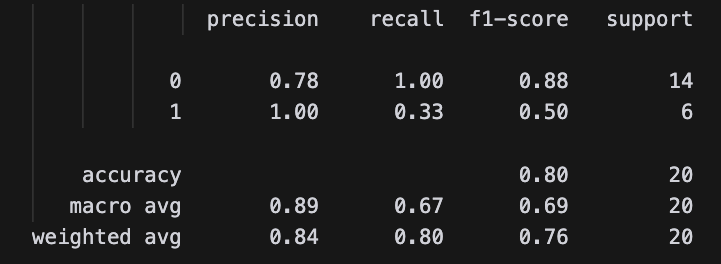 precision recall f1-score support
0 0.78 1.00 0.88 14
1 1.00 0.33 0.50 6
accuracy 0.80 20
macro avg 0.89 0.67 0.69 20
weighted avg 0.84 0.80 0.76 20